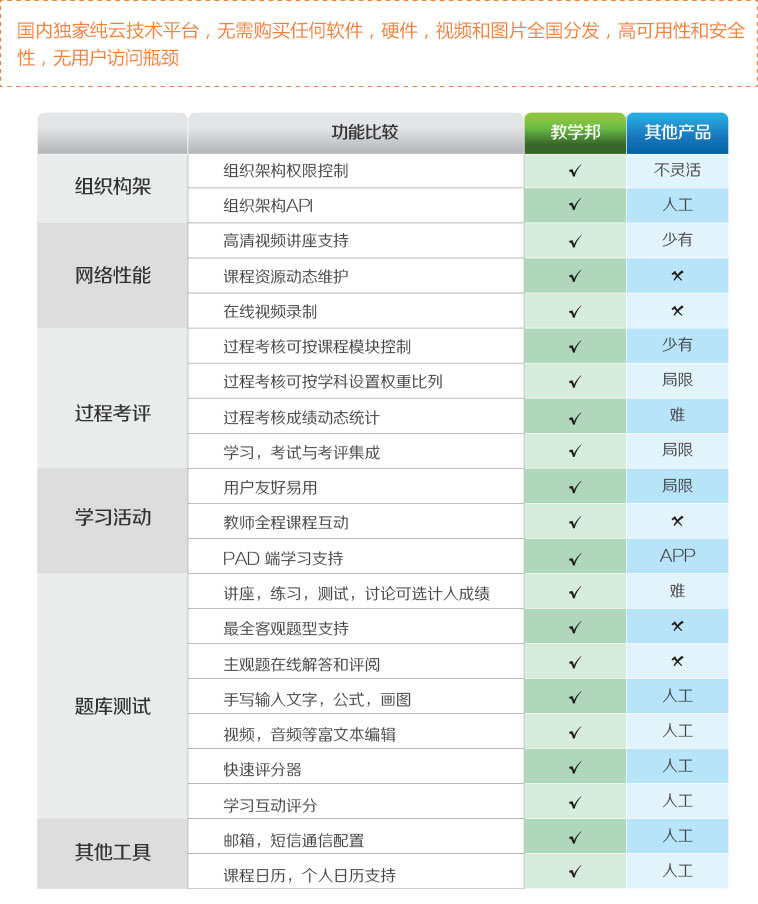 国内独家纯云技术平台，无需购买任何软件，硬件，视频和图片全国分发，高可用性和安全
性，无用户访问瓶颈
功能比较 教学邦 其他产品
组织构架
组织架构权限控制 ✓ 不灵活
组织架构API ✓ 人工
网络性能
高清视频讲座支持 ✓ 少有
课程资源动态维护 ✓ ✗
在线视频录制 ✓ ✗
过程考评
过程考核可按课程模块控制 ✓ 少有
过程考核可按学科设置权重比列 ✓ 局限
过程考核成绩动态统计 ✓ 难
学习，考试与考评集成 ✓ 局限
学习活动
用户友好易用 ✓ 局限
教师全程课程互动 ✓ ✗
PAD 端学习支持 ✓ APP
题库测试
讲座，练习，测试，讨论可选计人成绩 ✓ 难
最全客观题型支持 ✓ ✗
主观题在线解答和评阅 ✓ ✗
手写输入文字，公式，画图 ✓ 人工
视频，音频等富文本编辑 ✓ 人工
快速评分器 ✓ 人工
学习互动评分 ✓ 人工
其他工具
邮箱，短信通信配置 ✓ 人工
课程日历，个人日历支持 ✓ 人工